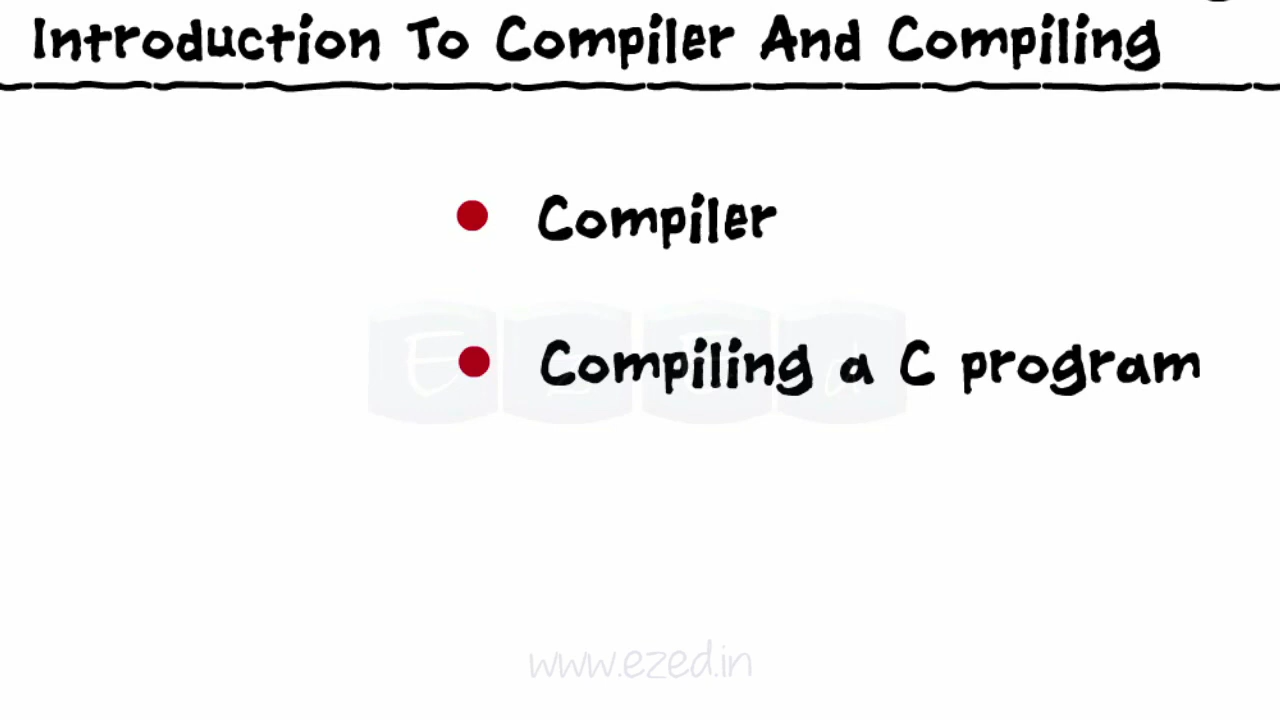 Introduction To Compiler And Compiling
Compiler
Compiling a C program
www.ezed.in